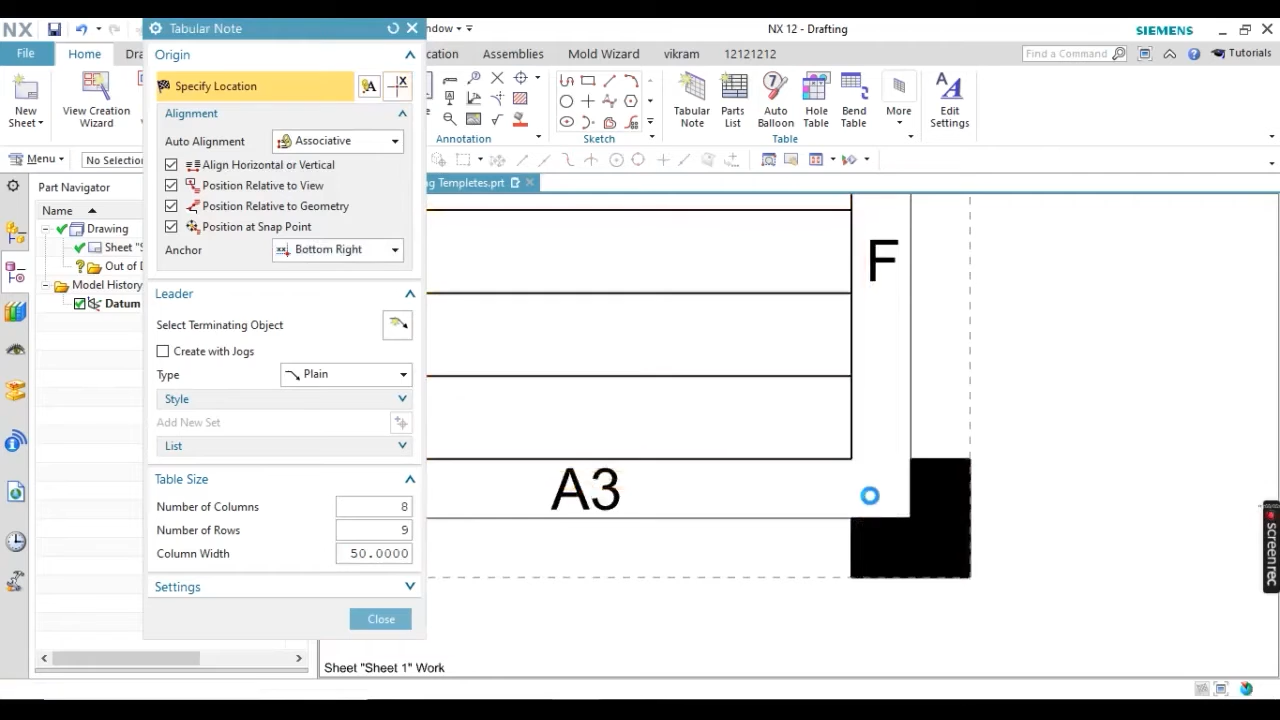 NX
Tabular Note
ndow
NX 12 - Drafting
SIEMENS
File
Home
Dra
cation
Assemblies
Mold Wizard
vikram
12121212
Find a Command
Tutorials
New Sheet
View Creation Wizard
Annotation
Sketch
Tabular Note
Parts List
Auto Balloon
Hole Table
Bend Table
More
Table
Edit Settings
Menu
No Selectio
Part Navigator
ng Templetes.prt
Name
Drawing
Sheet "S
Out of D
Model History
Datum
Origin
Specify Location
Alignment
Auto Alignment
Associative
Align Horizontal or Vertical
Position Relative to View
Position Relative to Geometry
Position at Snap Point
Anchor
Bottom Right
Leader
Select Terminating Object
Create with Jogs
Type
Plain
Style
Add New Set
List
Table Size
Number of Columns
8
Number of Rows
9
Column Width
50.0000
Settings
Close
F
A3
Sheet "Sheet 1" Work
screenrec